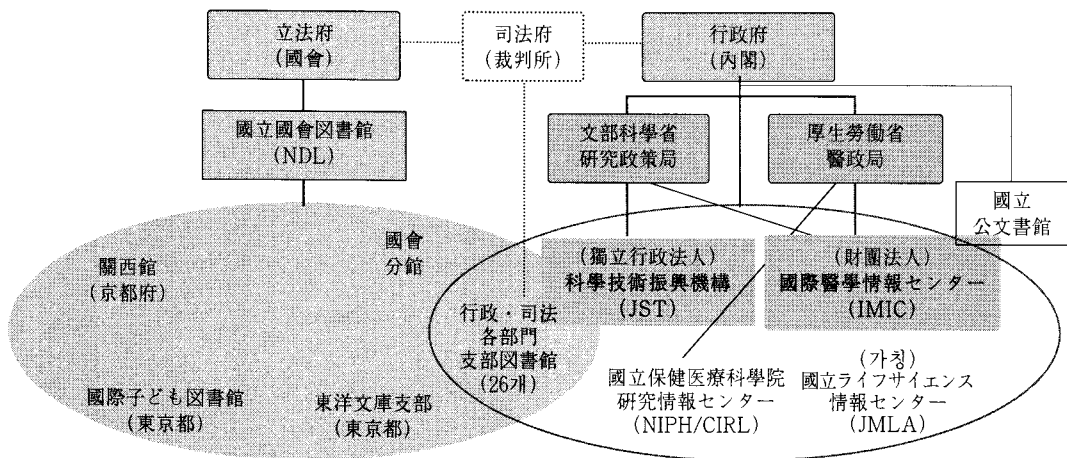 立法府
(國會)
司法府
(裁判所)
行政府
(內閣)
國立國會図書館
(NDL)
文部科學省
研究政策局
厚生勞働省
醫政局
國立
公文書館
關西館
(京都府)
國會
分館
行政・司法
各部門
支部図書館
(26개)
國際子ども図書館
(東京都)
東洋文庫支部
(東京都)
(獨立行政法人)
科學技術振興機構
(JST)
(財團法人)
國際醫學情報センター
(IMIC)
國立保健医療科學院
研究情報センター
(NIPH/CIRL)
(가칭)
國立ライフサイエンス
情報センター
(JMLA)